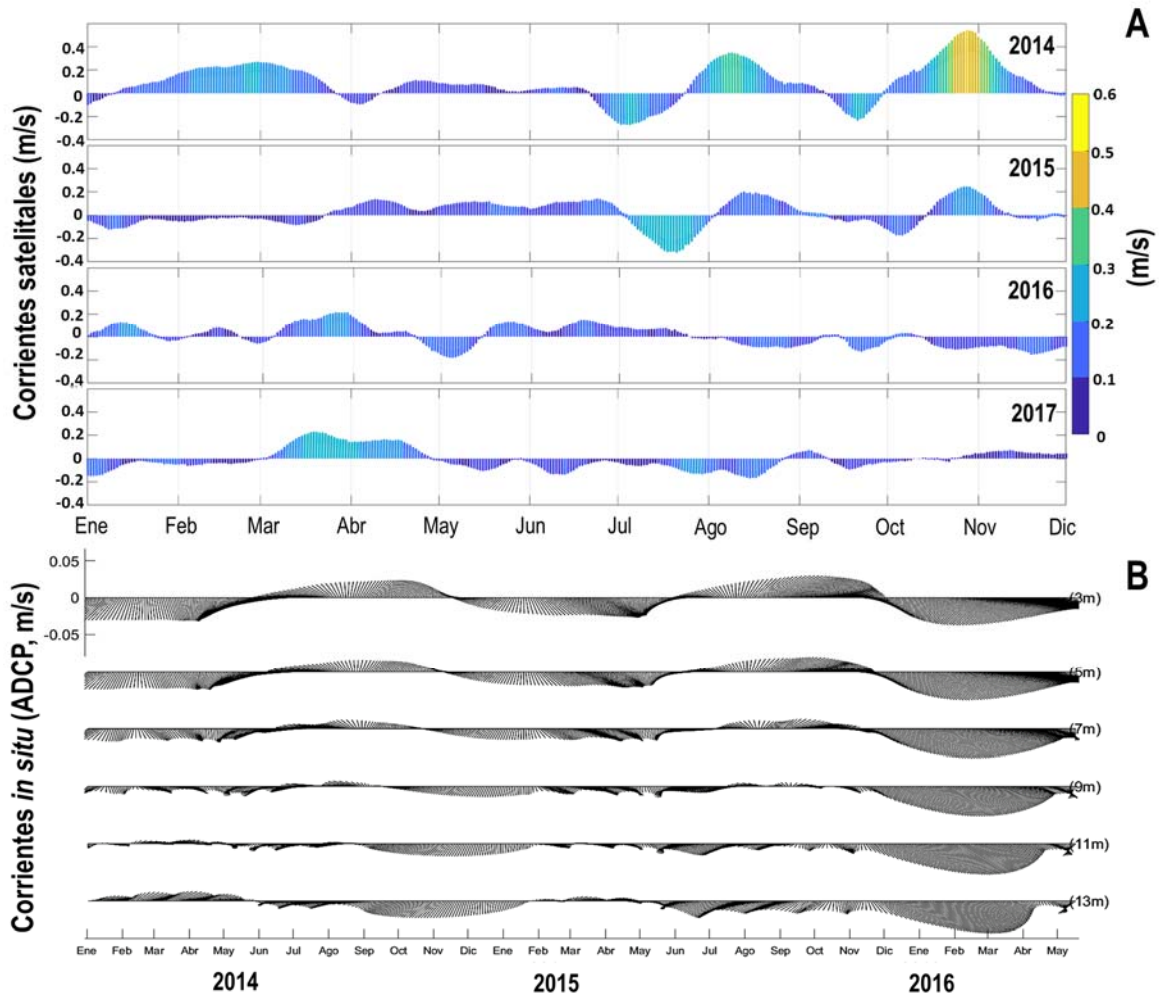 A
Corrientes satelitales (m/s)
0.4
0.2
0
-0.2
-0.4
2014
0.4
0.2
0
-0.2
-0.4
2015
0.4
0.2
0
-0.2
-0.4
2016
0.4
0.2
0
-0.2
-0.4
2017
Ene Feb Mar Abr May Jun Jul Ago Sep Oct Nov Dic
0.6
0.5
0.4
0.3
0.2
0.1
0
(m/s)
B
Corrientes in situ (ADCP, m/s)
0.05
0
-0.05
(3m)
(5m)
(7m)
(9m)
(11m)
(13m)
Ene Feb Mar Abr May Jun Jul Ago Sep Oct Nov Dic Ene Feb Mar Abr May Jun Jul Ago Sep Oct Nov Dic Ene Feb Mar Abr May
2014 2015 2016